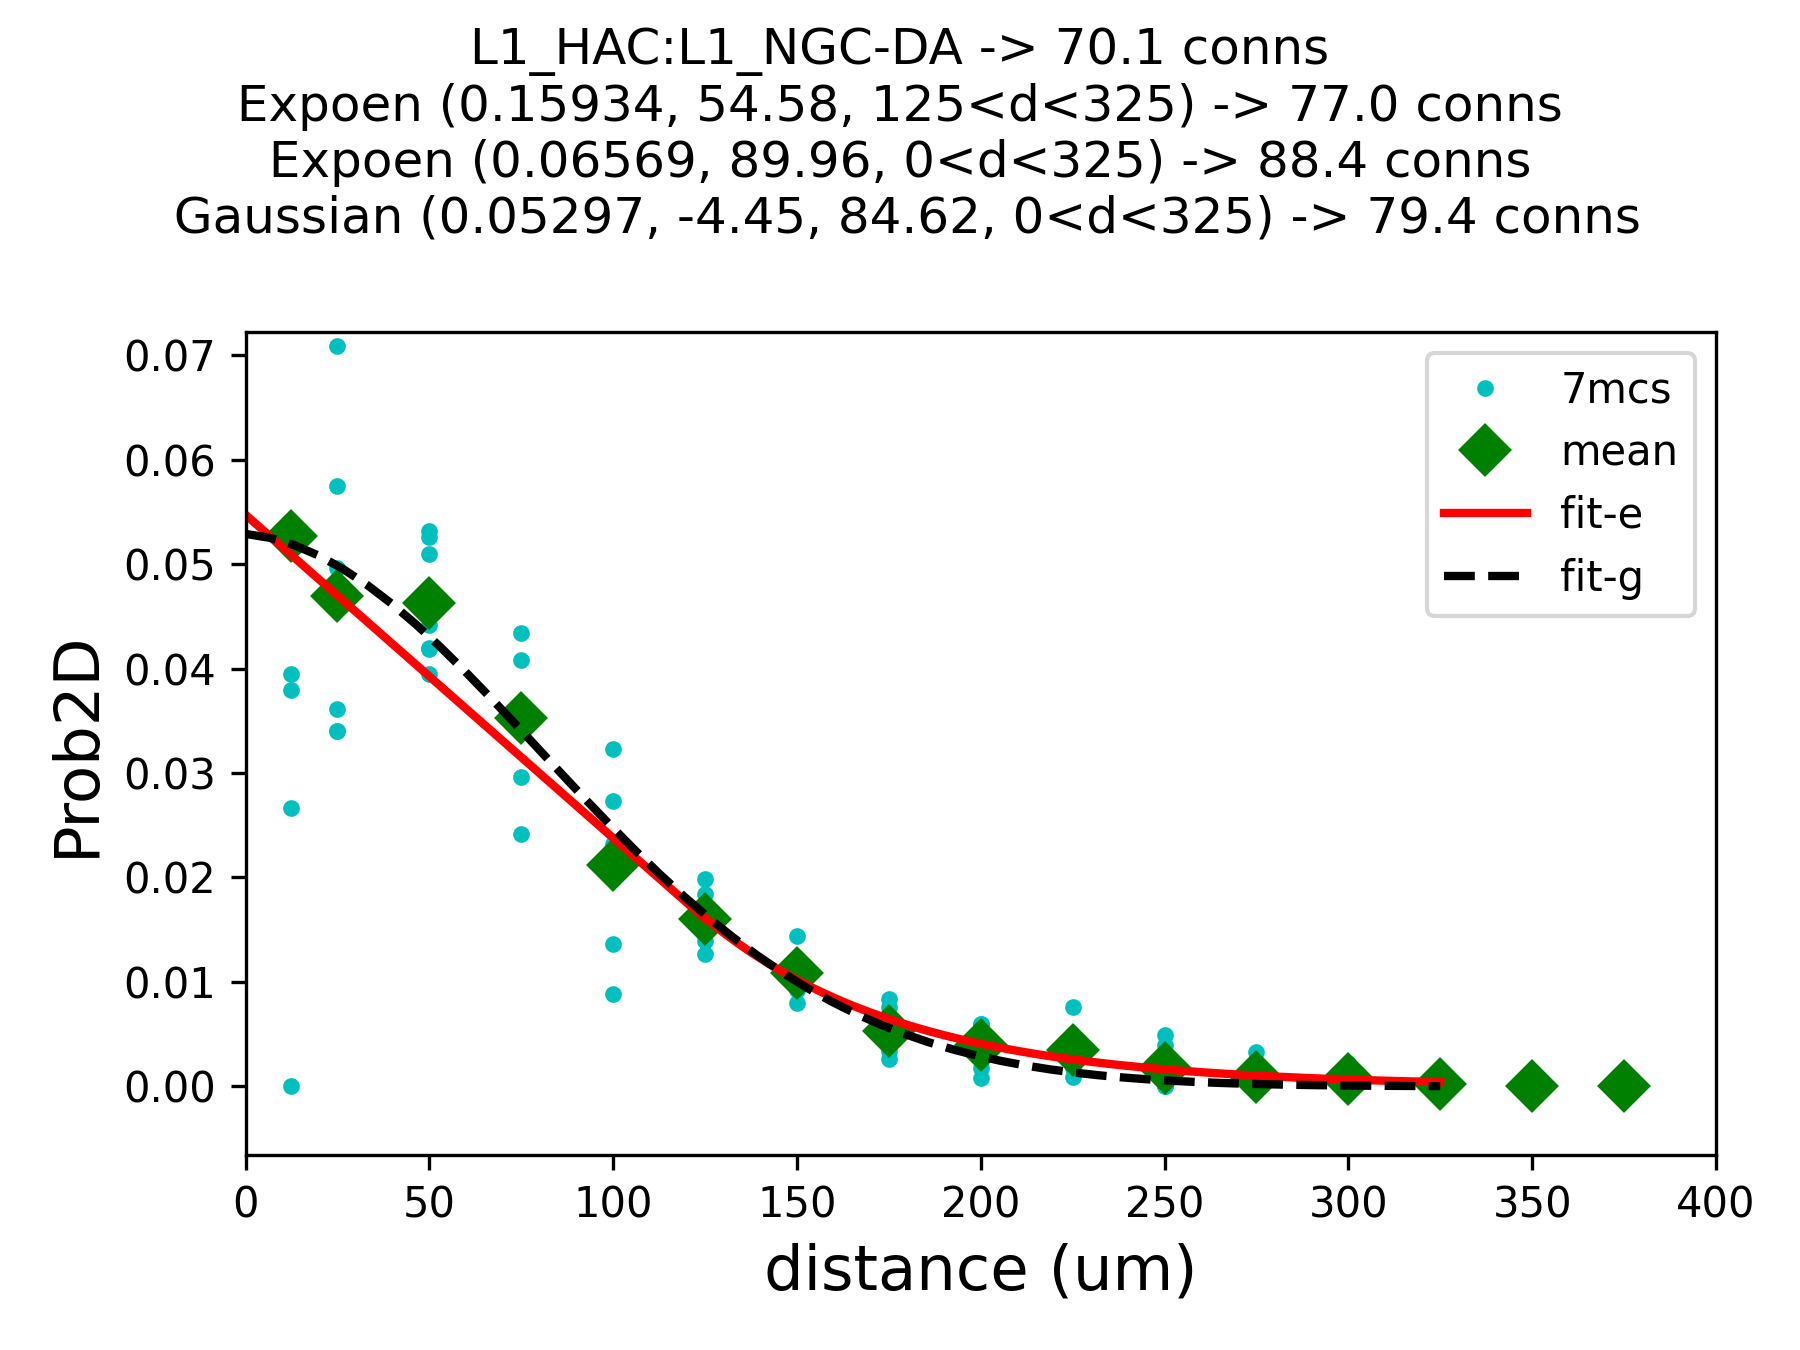 L1_HAC:L1_NGC-DA -> 70.1 conns
Expoen (0.15934, 54.58, 125<d<325) -> 77.0 conns
Expoen (0.06569, 89.96, 0<d<325) -> 88.4 conns
Gaussian (0.05297, -4.45, 84.62, 0<d<325) -> 79.4 conns
0.07
0.06
0.05
0.04
0.03
0.02
0.01
0.00
Prob2D
7mcs
mean
fit-e
fit-g
0 50 100 150 200 250 300 350 400
distance (um)